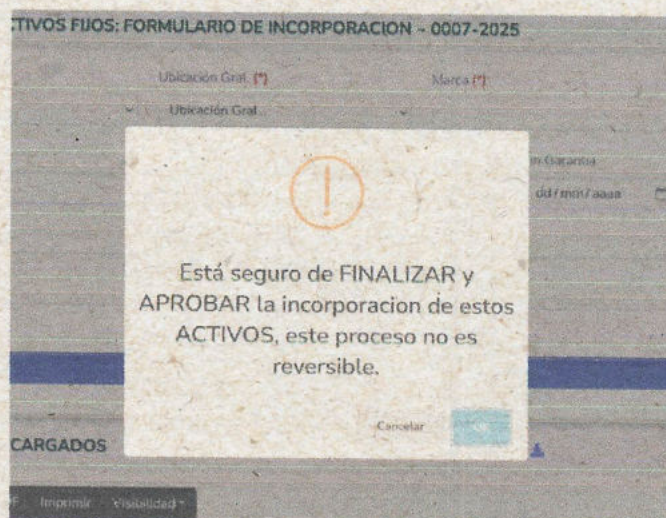 TIVOS FIJOS: FORMULARIO DE INCORPORACION - 0007-2025
Ubicación Gral. (*) Marca (*)
Ubicación Gral
n Garantía
dd/mm/aaaa
Está seguro de FINALIZAR y
APROBAR la incorporacion de estos
ACTIVOS, este proceso no es
reversible.
Cancelar
CARGADOS
Imprimir Visibilidad